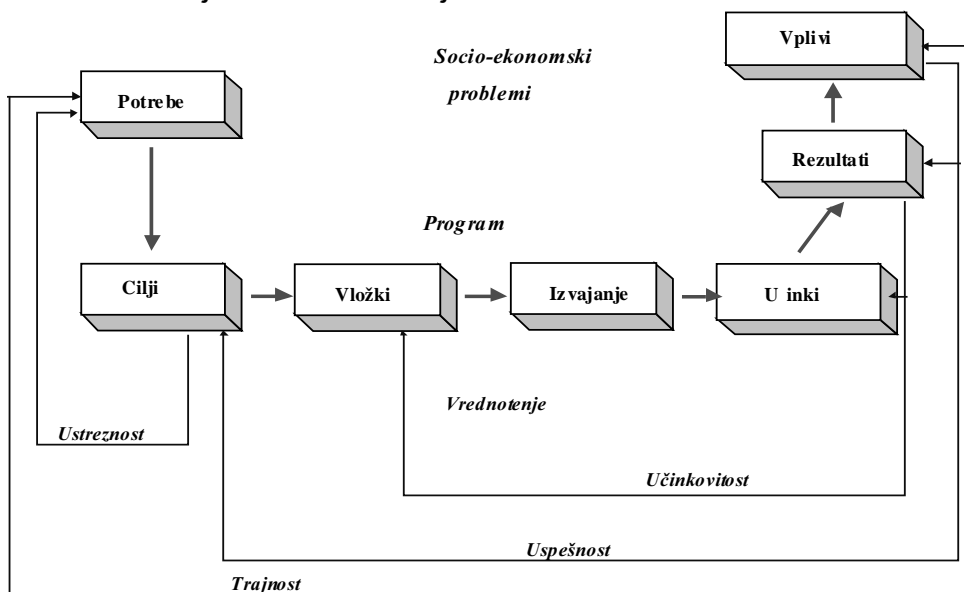 Vplivi
Socio-ekonomski
problemi
Potrebe
Rezultati
Program
Cilji
Vložki
Izvajanje
U inki
Vrednotenje
Ustreznost
Učinkovitost
Uspešnost
Trajnost